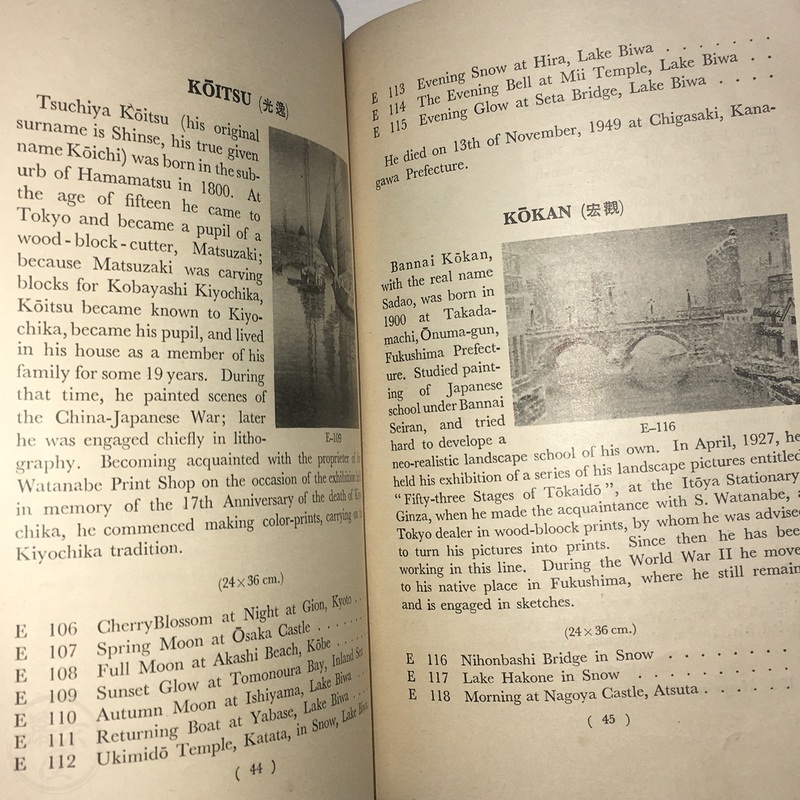 KŌITSU (光逸)
Tsuchiya Kōitsu (his original
surname is Shinse, his true given
name Kōichi) was born in the sub-
urb of Hamamatsu in 1800. At
the age of fifteen he came to
Tokyo and became a pupil of a
wood-block-cutter, Matsuzaki;
because Matsuzaki was carving
blocks for Kobayashi Kiyochika,
Kōitsu became known to Kiyo-
chika, became his pupil, and lived
in his house as a member of his
family for some 19 years. During
that time, he painted scenes of
the China-Japanese War; later
he was engaged chiefly in litho-
E-109
graphy. Becoming acquainted with the proprieter of
Watanabe Print Shop on the occasion of the exhibition
in memory of the 17th Anniversary of the death of
chika, he commenced making color-prints, carrying on
Kiyochika tradition.
(24×36 cm.)
E 106 CherryBlossom at Night at Gion, Kyoto . . .
E 107 Spring Moon at Ōsaka Castle . . . . . . .
E 108 Full Moon at Akashi Beach, Kōbe . . . . .
E 109 Sunset Glow at Tomonoura Bay, Inland Sea
E 110 Autumn Moon at Ishiyama, Lake Biwa . . .
E 111 Returning Boat at Yabase, Lake Biwa . . .
E 112 Ukimidō Temple, Katata, in Snow, Lake Biwa
( 44 )
E 113 Evening Snow at Hira, Lake Biwa . . . . . . .
E 114 The Evening Bell at Mii Temple, Lake Biwa . .
E 115 Evening Glow at Seta Bridge, Lake Biwa . . . .
He died on 13th of November, 1949 at Chigasaki, Kana-
gawa Prefecture.
KŌKAN (宏觀)
Bannai Kōkan,
with the real name
Sadao, was born in
1900 at Takada-
machi, Ōnuma-gun,
Fukushima Prefect-
ure. Studied paint-
ing of Japanese
school under Bannai
Seiran, and tried
hard to develope a
E-116
neo-realistic landscape school of his own. In April, 1927, he
held his exhibition of a series of his landscape pictures entitled
"Fifty-three Stages of Tōkaidō", at the Itōya Stationary,
Ginza, when he made the acquaintance with S. Watanabe, a
Tokyo dealer in wood-bloock prints, by whom he was advised
to turn his pictures into prints. Since then he has been
working in this line. During the World War II he move
to his native place in Fukushima, where he still remain
and is engaged in sketches.
(24×36 cm.)
E 116 Nihonbashi Bridge in Snow . . . . . . . .
E 117 Lake Hakone in Snow . . . . . . . . .
E 118 Morning at Nagoya Castle, Atsuta . . . . . .
( 45 )